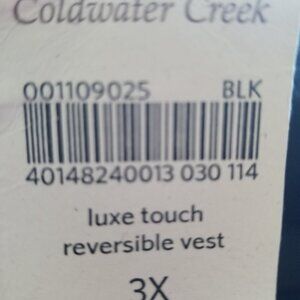 Coldwater Creek
001109025 BLK
40148240013 030 114
luxe touch
reversible vest
3X